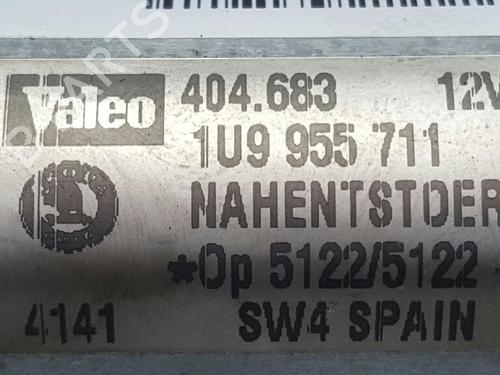 Valeo 404.683 12V
1U9 955 711
NAHENTSTOER
*Op 5122/5122
4141 SW4 SPAIN